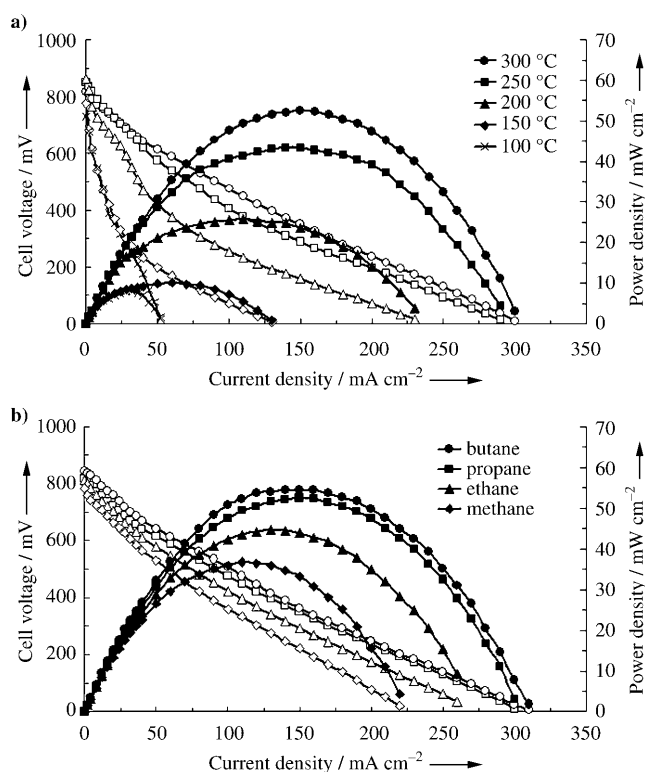 a)
1000
800
600
400
200
0
Cell voltage / mV
70
60
50
40
30
20
10
0
Power density / mW cm⁻²
300 °C
250 °C
200 °C
150 °C
100 °C
0 50 100 150 200 250 300 350
Current density / mA cm⁻²
b)
1000
800
600
400
200
0
Cell voltage / mV
70
60
50
40
30
20
10
0
Power density / mW cm⁻²
butane
propane
ethane
methane
0 50 100 150 200 250 300 350
Current density / mA cm⁻²